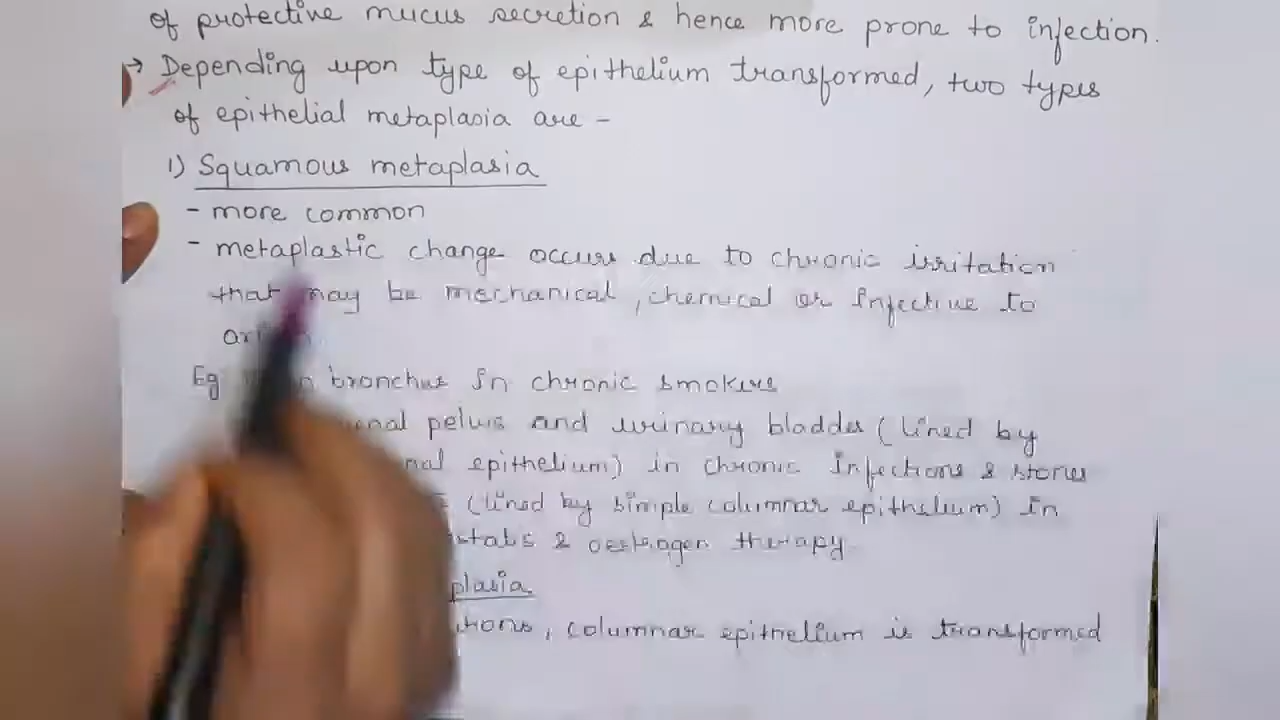 of protective mucus secretion & hence more prone to infection.
→ Depending upon type of epithelium transformed, two types
of epithelial metaplasia are -
1) Squamous metaplasia
- more common
- metaplastic change occurs due to chronic irritation
that may be mechanical, chemical or infective to
Eg bronchus in chronic smokers
pelvis and urinary bladder (lined by
epithelium) in chronic infections & stones
(lined by simple columnar epithelium) in
& oestrogen therapy.
, columnar epithelium is transformed